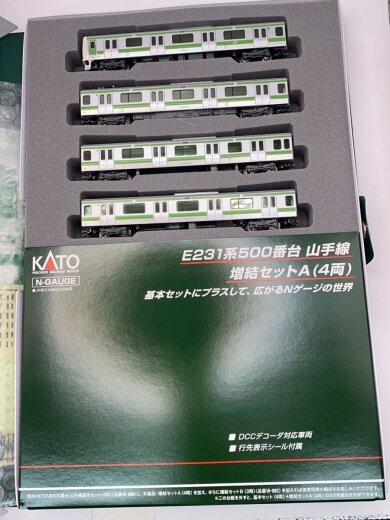 E231系500番台 山手線
増結セットA(4両)
KATO
PRECISION RAILROAD MODELS
N-GAUGE
基本セットにプラスして、広がるNゲージの世界
■DCCデコーダ対応車両
■行先表示シール付属